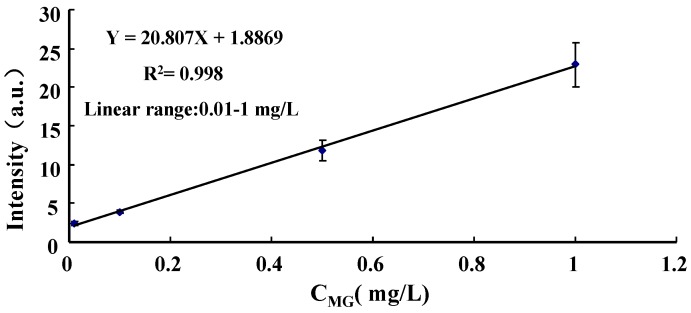 Y = 20.807X + 1.8869
R²= 0.998
Linear range:0.01-1 mg/L
Intensity（a.u.）
30
25
20
15
10
5
0
0 0.2 0.4 0.6 0.8 1 1.2
C_MG( mg/L)